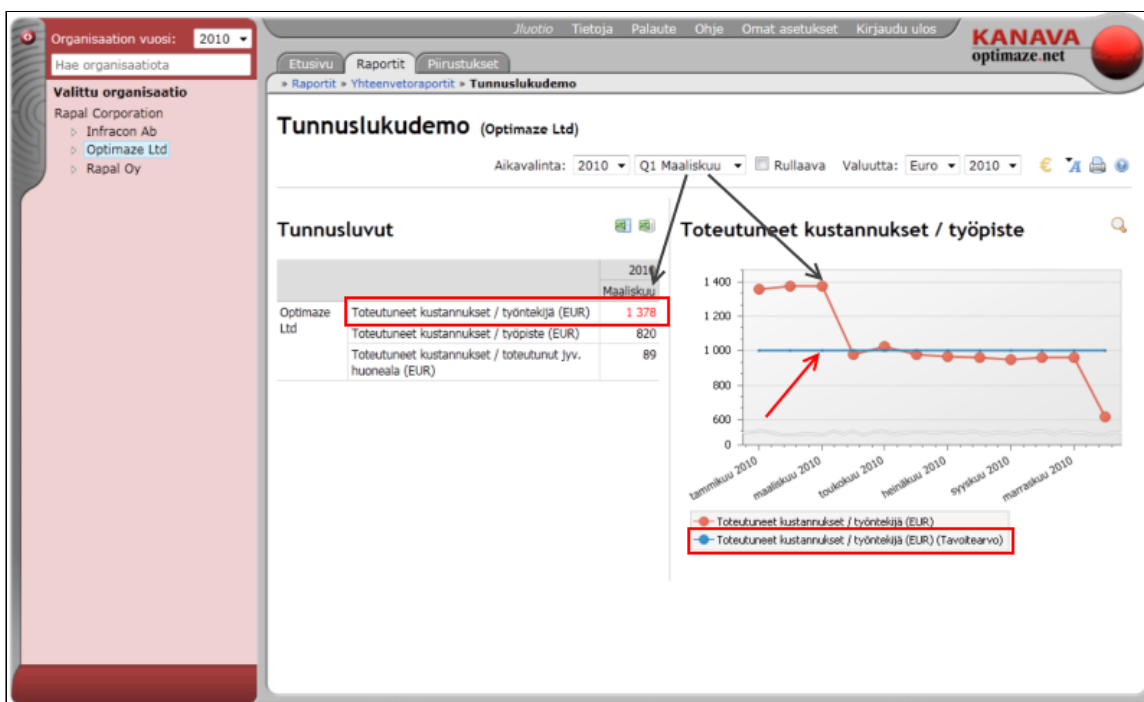 Organisaation vuosi: 2010
Hae organisaatiota
Valittu organisaatio
Rapal Corporation
Infracon Ab
Optimaze Ltd
Rapal Oy
Jluotio Tietoja Palaute Ohje Omat asetukset Kirjaudu ulos
KANAVA
optimaze.net
Etusivu Raportit Piirustukset
» Raportit » Yhteenvetoraportit » Tunnuslukudemo
Tunnuslukudemo (Optimaze Ltd)
Aikavalinta: 2010 Q1 Maaliskuu Rullaava Valuutta: Euro 2010 € A
Tunnusluvut
2010
Maaliskuu
Optimaze Ltd
Toteutuneet kustannukset / työntekijä (EUR) 1 378
Toteutuneet kustannukset / työpiste (EUR) 820
Toteutuneet kustannukset / toteutunut jyv. 89
huoneala (EUR)
Toteutuneet kustannukset / työpiste
1 400
1 200
1 000
800
600
0
tammikuu 2010 maaliskuu 2010 toukokuu 2010 heinäkuu 2010 syyskuu 2010 marraskuu 2010
Toteutuneet kustannukset / työntekijä (EUR)
Toteutuneet kustannukset / työntekijä (EUR) (Tavoitearvo)